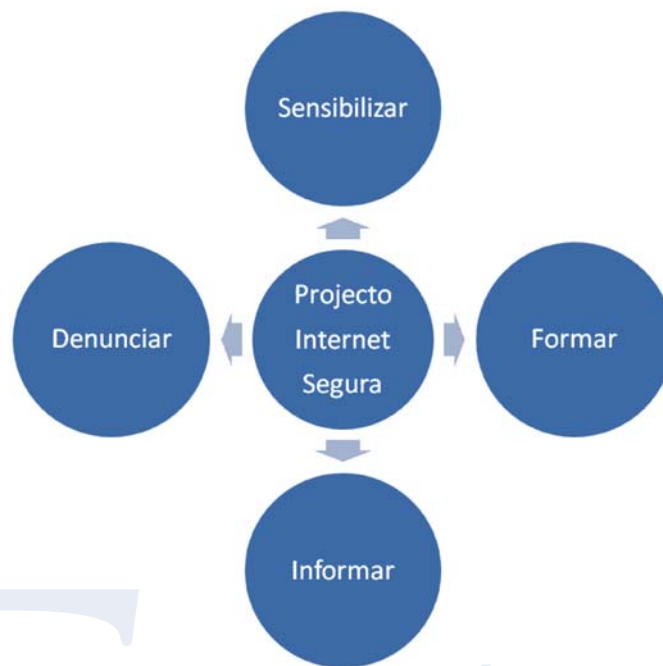 Sensibilizar
Denunciar
Projecto
Internet
Segura
Formar
Informar